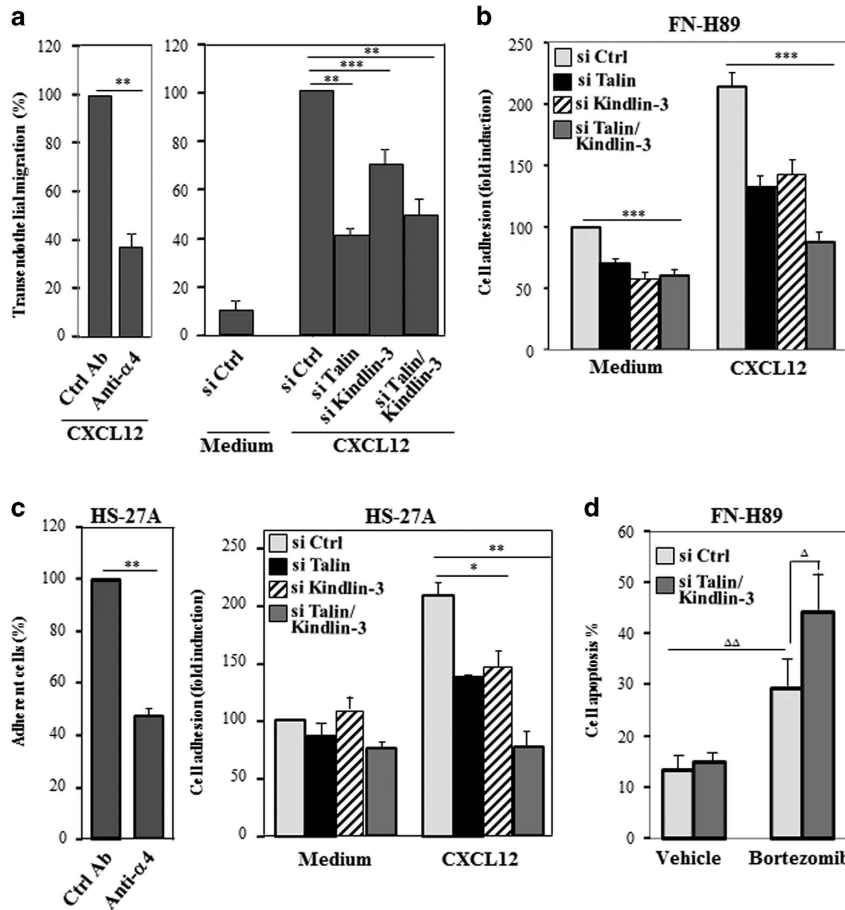 a
Transendothelial migration (%)
120
100
80
60
40
20
0
**
Ctrl Ab
Anti-α4
CXCL12
120
100
80
60
40
20
0
**
***
**
si Ctrl
si Ctrl
si Talin
si Kindlin-3
si Talin/
Kindlin-3
Medium
CXCL12
b
FN-H89
Cell adhesion (fold induction)
250
200
150
100
50
0
si Ctrl
si Talin
si Kindlin-3
si Talin/
Kindlin-3
***
***
Medium
CXCL12
c
HS-27A
Adherent cells (%)
120
100
80
60
40
20
0
**
Ctrl Ab
Anti-α4
HS-27A
Cell adhesion (fold induction)
250
200
150
100
50
0
si Ctrl
si Talin
si Kindlin-3
si Talin/
Kindlin-3
**
*
Medium
CXCL12
d
FN-H89
Cell apoptosis %
60
50
40
30
20
10
0
si Ctrl
si Talin/
Kindlin-3
Δ
ΔΔ
Vehicle
Bortezomib